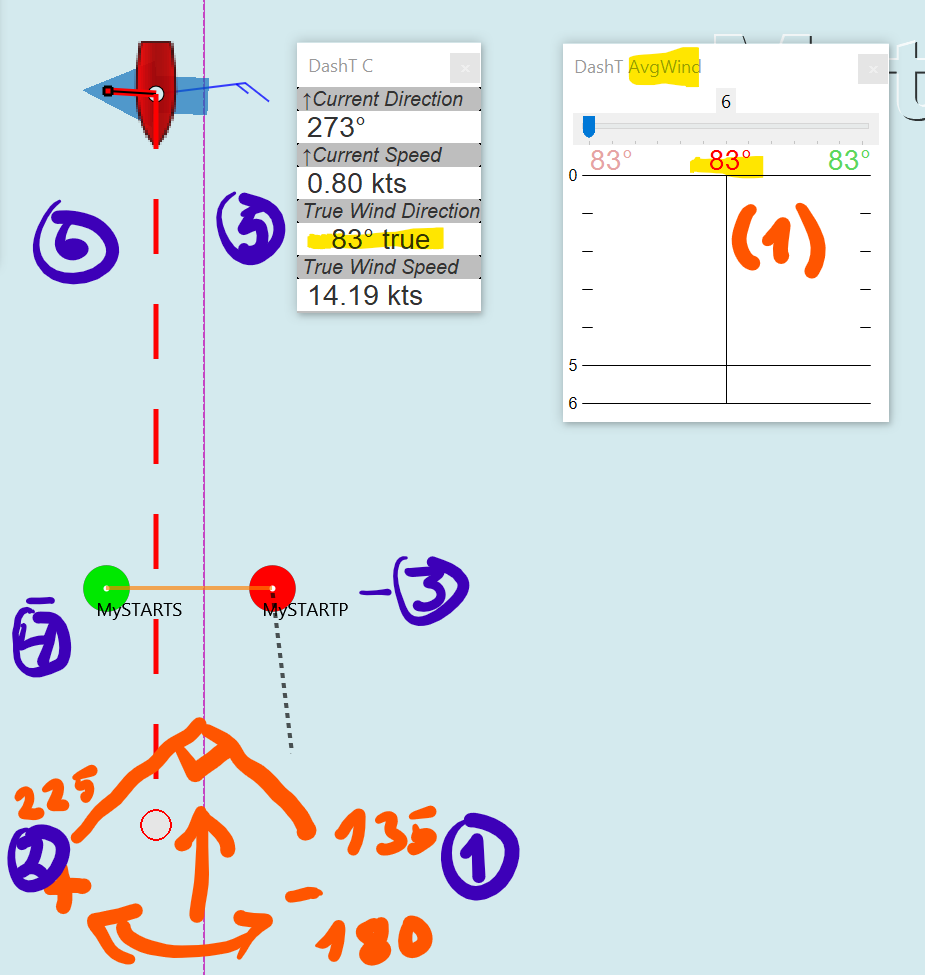 DashT C
↑Current Direction
273°
↑Current Speed
0.80 kts
True Wind Direction
83° true
True Wind Speed
14.19 kts
DashT AvgWind
6
83° 83° 83°
0
5
6
(1)
6
5
MySTARTS
MySTARTP
-3
225
135
2
1
+
-
180